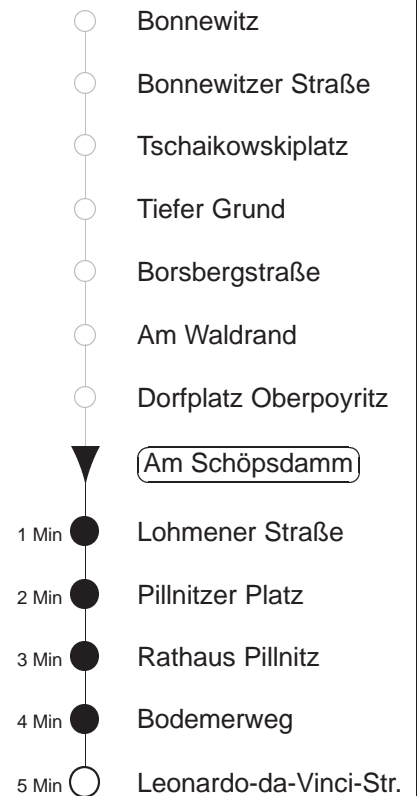 Bonnewitz
Bonnewitzer Straße
Tschaikowskiplatz
Tiefer Grund
Borsbergstraße
Am Waldrand
Dorfplatz Oberpoyritz
Am Schöpsdamm
1 Min Lohmener Straße
2 Min Pillnitzer Platz
3 Min Rathaus Pillnitz
4 Min Bodemerweg
5 Min Leonardo-da-Vinci-Str.